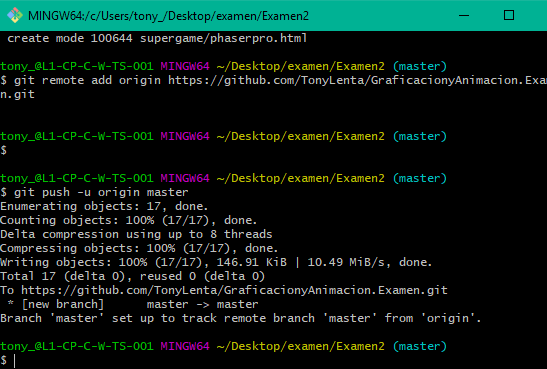 MINGW64:/c/Users/tony_/Desktop/examen/Examen2
create mode 100644 supergame/phaserpro.html
tony_@L1-CP-C-W-TS-001 MINGW64 ~/Desktop/examen/Examen2 (master)
$ git remote add origin https://github.com/TonyLenta/GraficacionyAnimacion.Exa
n.git
tony_@L1-CP-C-W-TS-001 MINGW64 ~/Desktop/examen/Examen2 (master)
$
tony_@L1-CP-C-W-TS-001 MINGW64 ~/Desktop/examen/Examen2 (master)
$ git push -u origin master
Enumerating objects: 17, done.
Counting objects: 100% (17/17), done.
Delta compression using up to 8 threads
Compressing objects: 100% (17/17), done.
Writing objects: 100% (17/17), 146.91 KiB | 10.49 MiB/s, done.
Total 17 (delta 0), reused 0 (delta 0)
To https://github.com/TonyLenta/GraficacionyAnimacion.Examen.git
 * [new branch]      master -> master
Branch 'master' set up to track remote branch 'master' from 'origin'.
tony_@L1-CP-C-W-TS-001 MINGW64 ~/Desktop/examen/Examen2 (master)
$